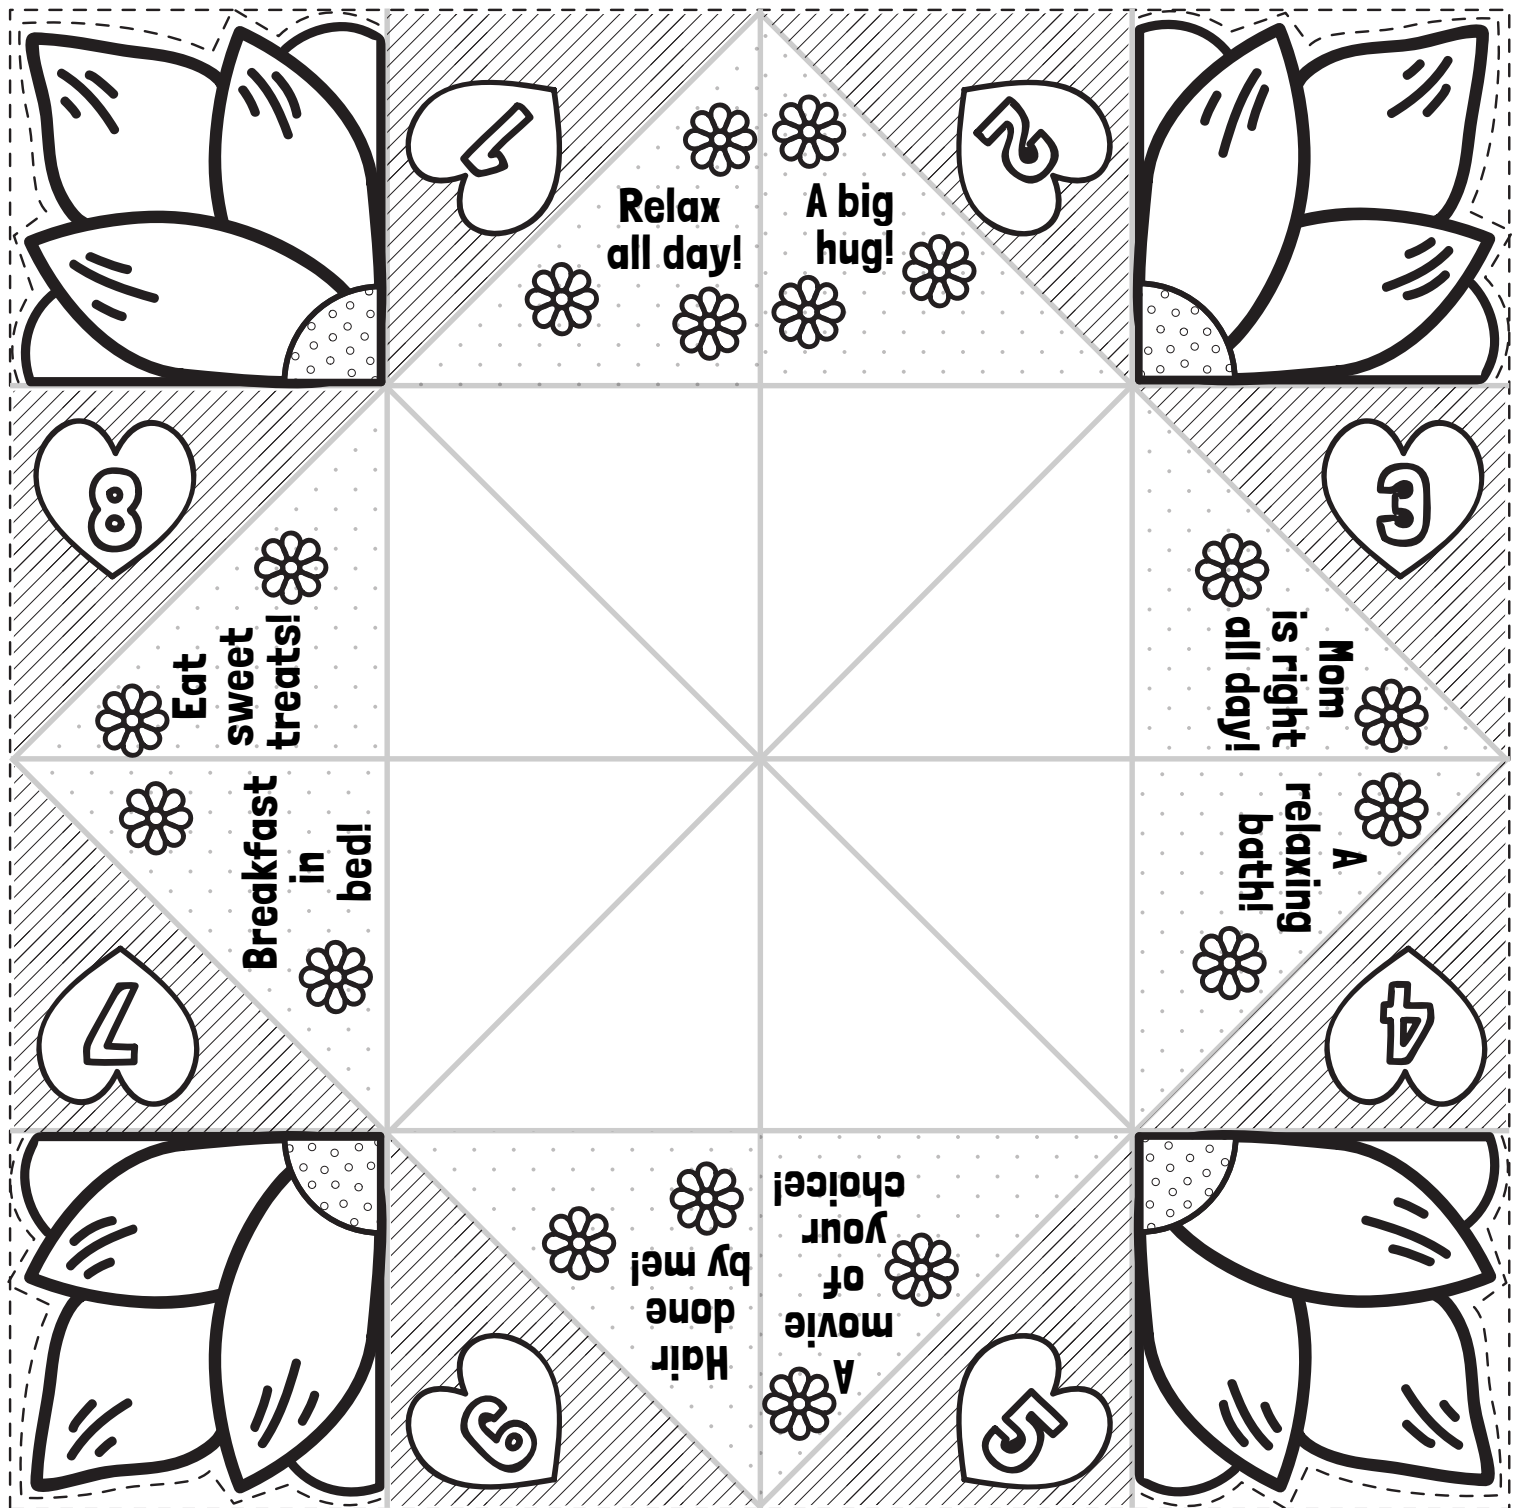 1
Relax
all day!
2
A big
hug!
3
Mom
is right
all day!
4
A
relaxing
bath!
5
A
movie
of
your
choice!
6
Hair
done
by me!
7
Breakfast
in
bed!
8
Eat
sweet
treats!